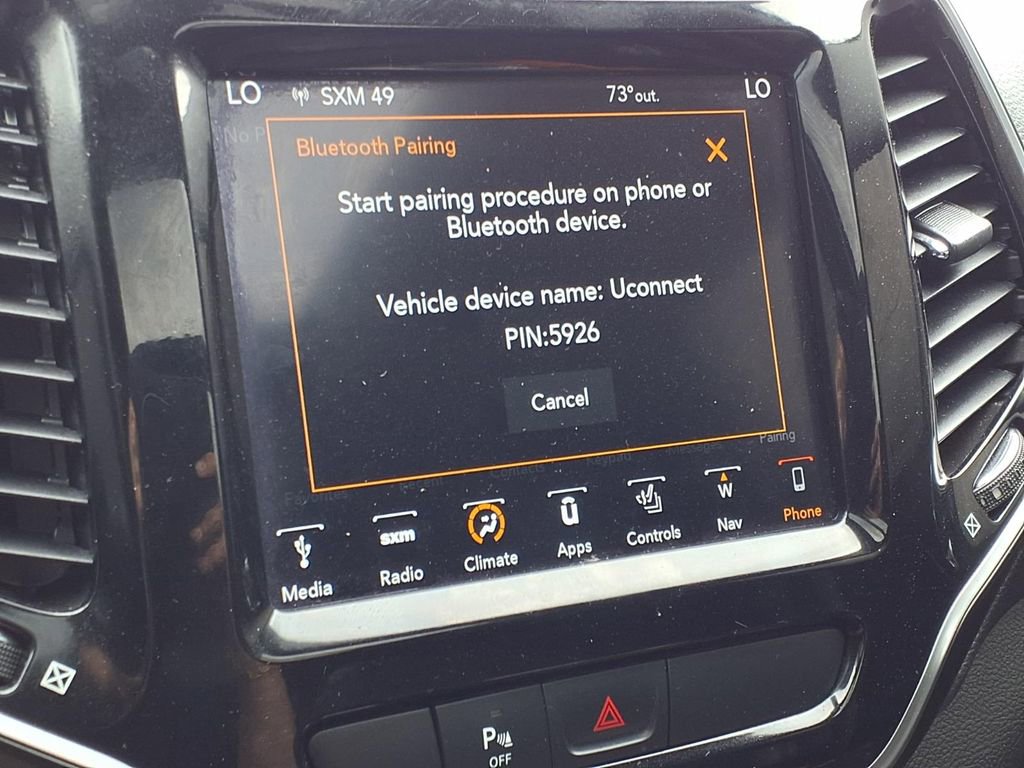 LO SXM 49 73°out. LO
No P
Bluetooth Pairing
Start pairing procedure on phone or
Bluetooth device.
Vehicle device name: Uconnect
PIN:5926
Cancel
Pairing
Media Radio Climate Apps Controls Nav Phone
sxm
W
P
OFF